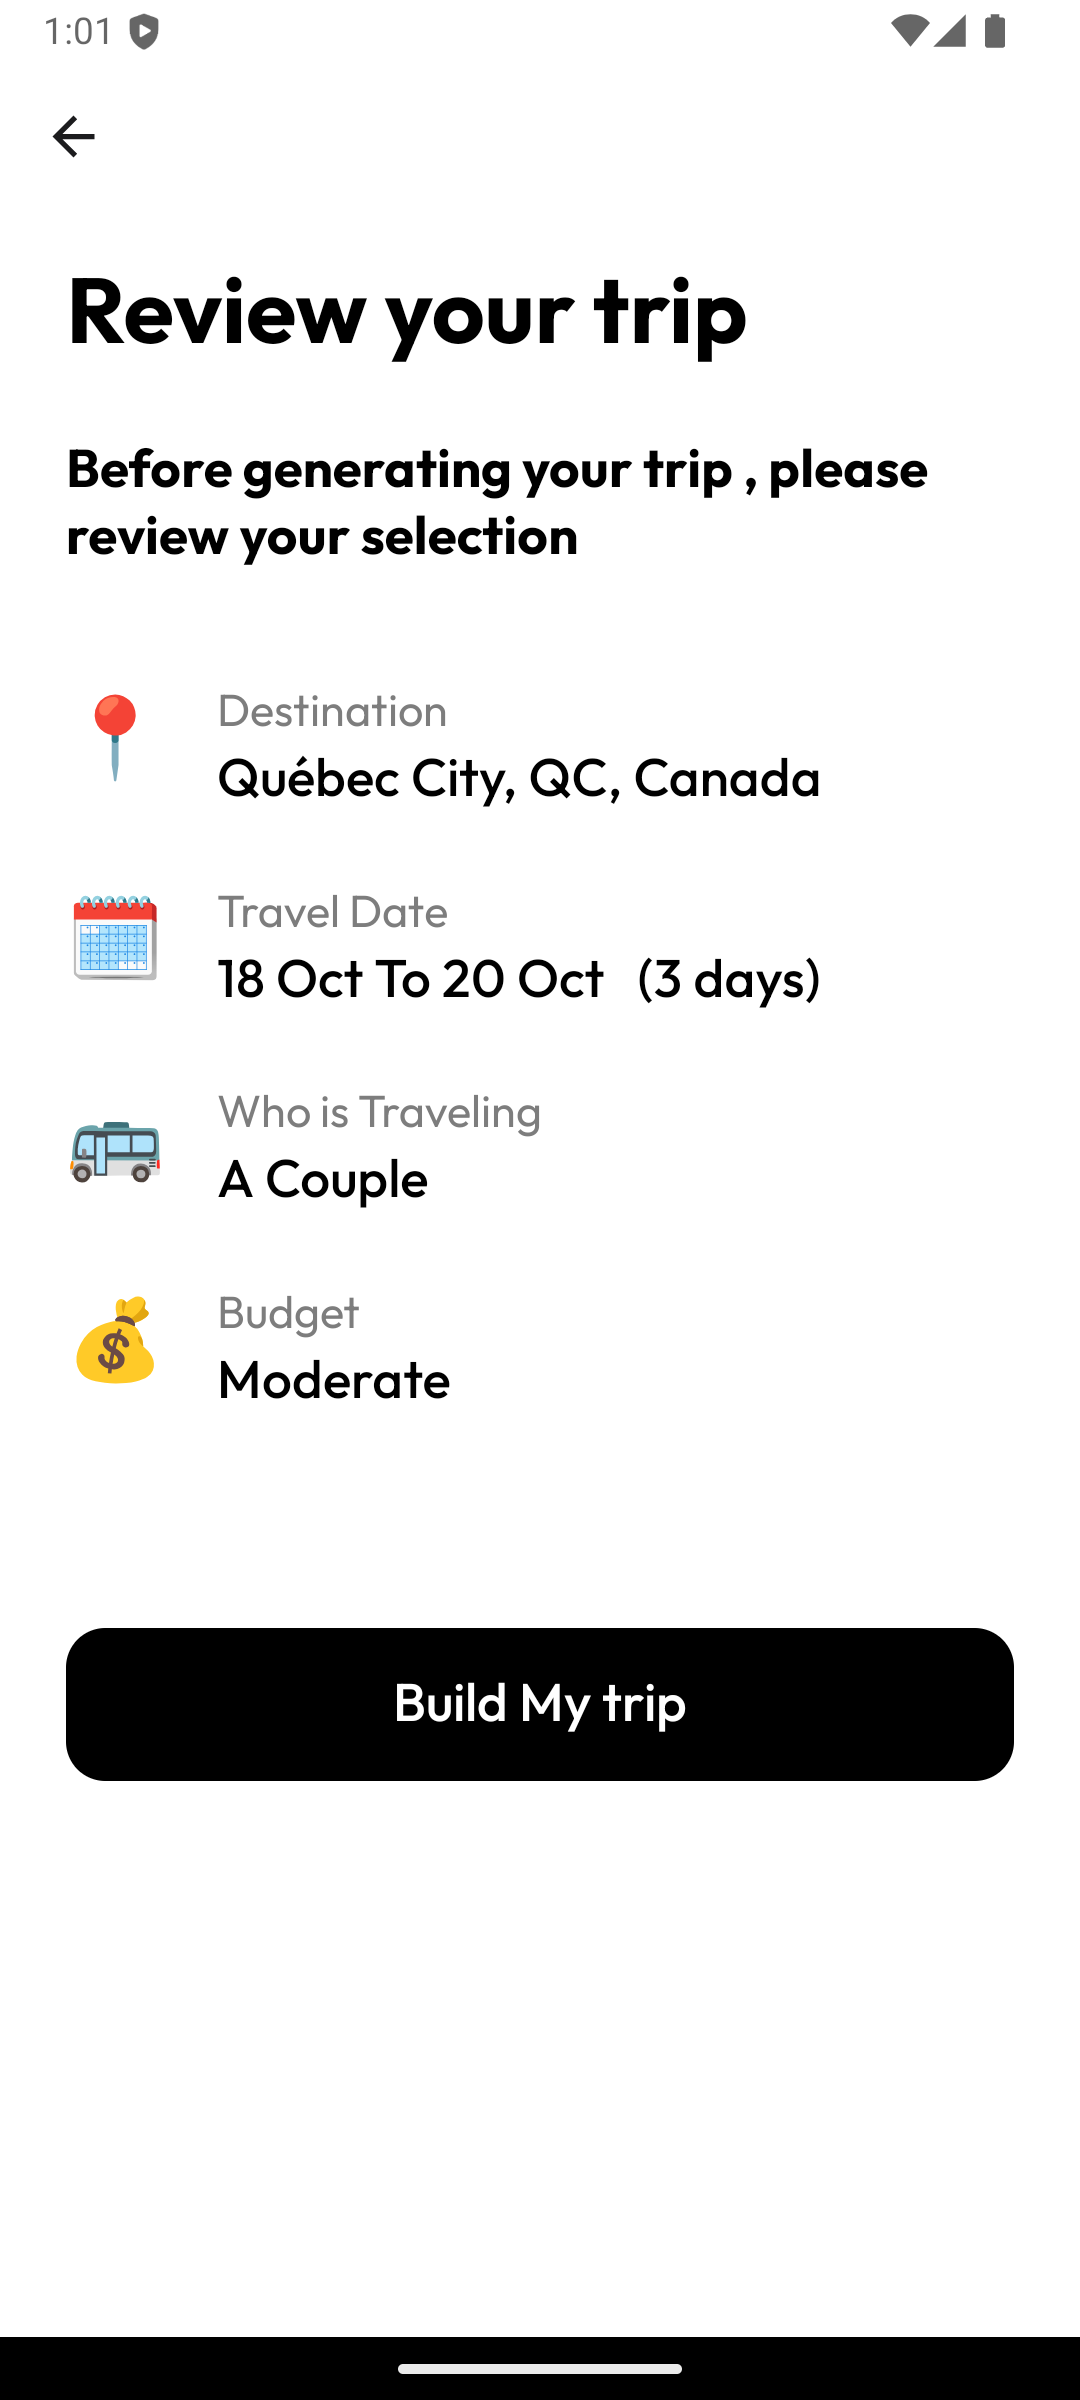 1:01
Review your trip
Before generating your trip , please
review your selection
Destination
Québec City, QC, Canada
Travel Date
18 Oct To 20 Oct (3 days)
Who is Traveling
A Couple
Budget
Moderate
Build My trip